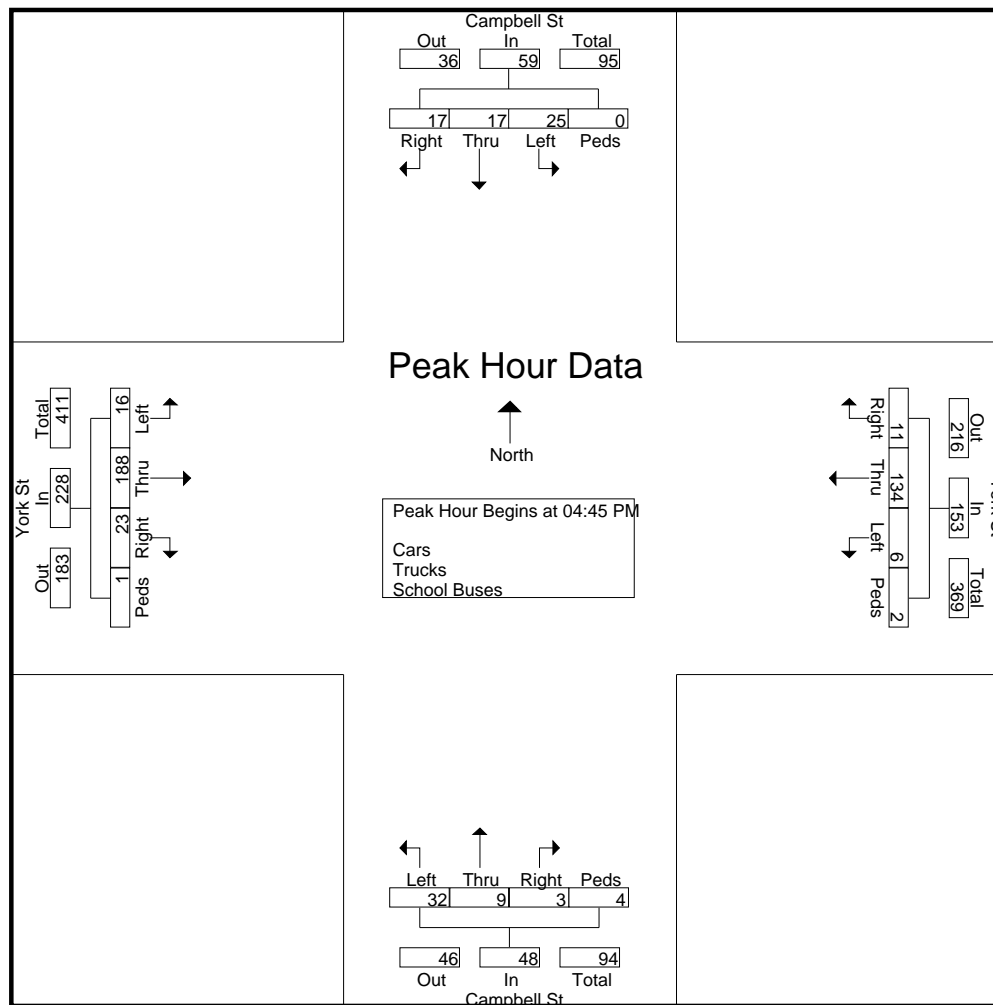 Campbell St
Out In Total
36 59 95
17 17 25 0
Right Thru Left Peds
Peak Hour Data
North
Peak Hour Begins at 04:45 PM
Cars
Trucks
School Buses
York St
Total In Out
411 228 183
16 188 23 1
Left Thru Right Peds
Out In Total
216 153 369
11 134 6 2
Right Thru Left Peds
Left Thru Right Peds
32 9 3 4
46 48 94
Out In Total
Campbell St